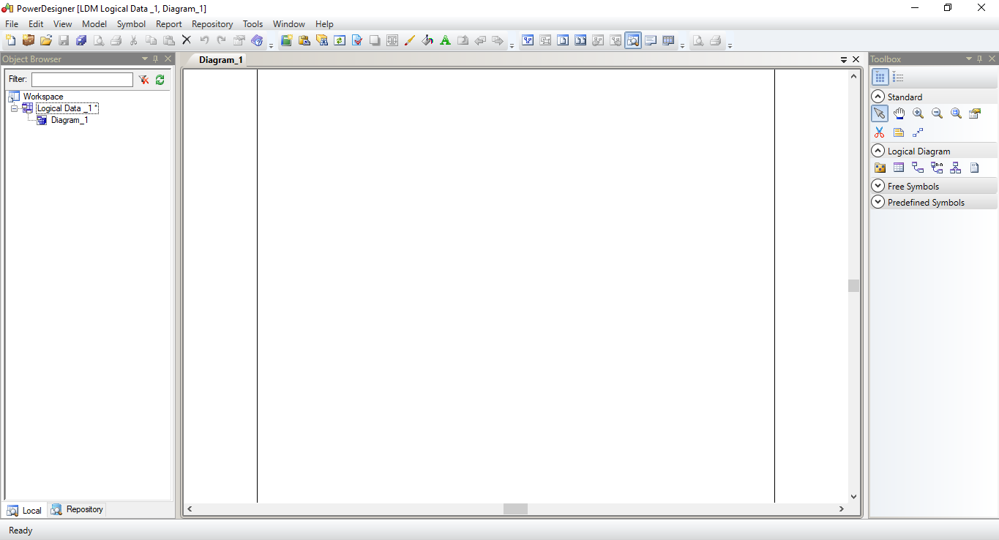 PowerDesigner [LDM Logical Data _1, Diagram_1]
File Edit View Model Symbol Report Repository Tools Window Help
Object Browser
Filter:
Workspace
Logical Data _1 *
Diagram_1
Local
Repository
Diagram_1
Toolbox
Standard
Logical Diagram
Free Symbols
Predefined Symbols
Ready